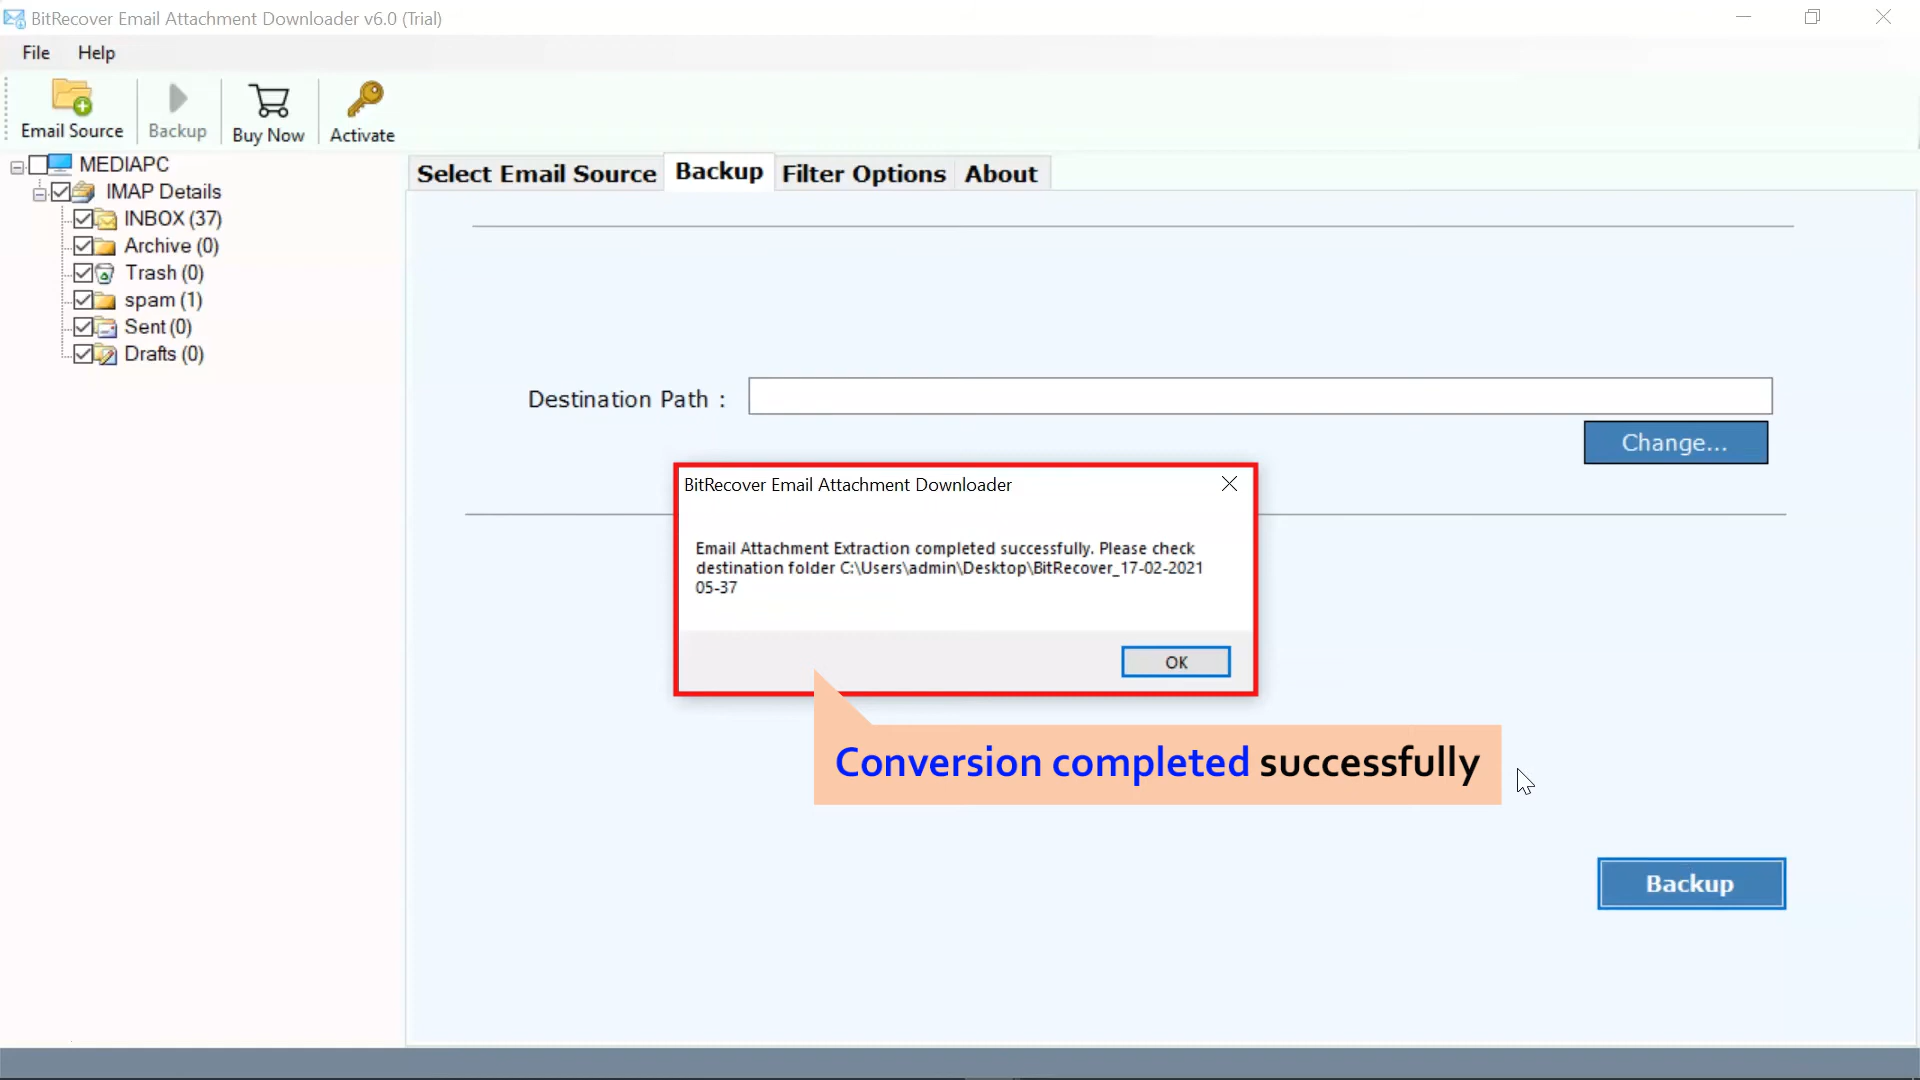 BitRecover Email Attachment Downloader v6.0 (Trial)
File Help
Email Source Backup Buy Now Activate
MEDIAPC
IMAP Details
INBOX (37)
Archive (0)
Trash (0)
spam (1)
Sent (0)
Drafts (0)
Select Email Source Backup Filter Options About
Destination Path :
Change...
BitRecover Email Attachment Downloader
Email Attachment Extraction completed successfully. Please check
destination folder C:\Users\admin\Desktop\BitRecover_17-02-2021
05-37
OK
Conversion completed successfully
Backup